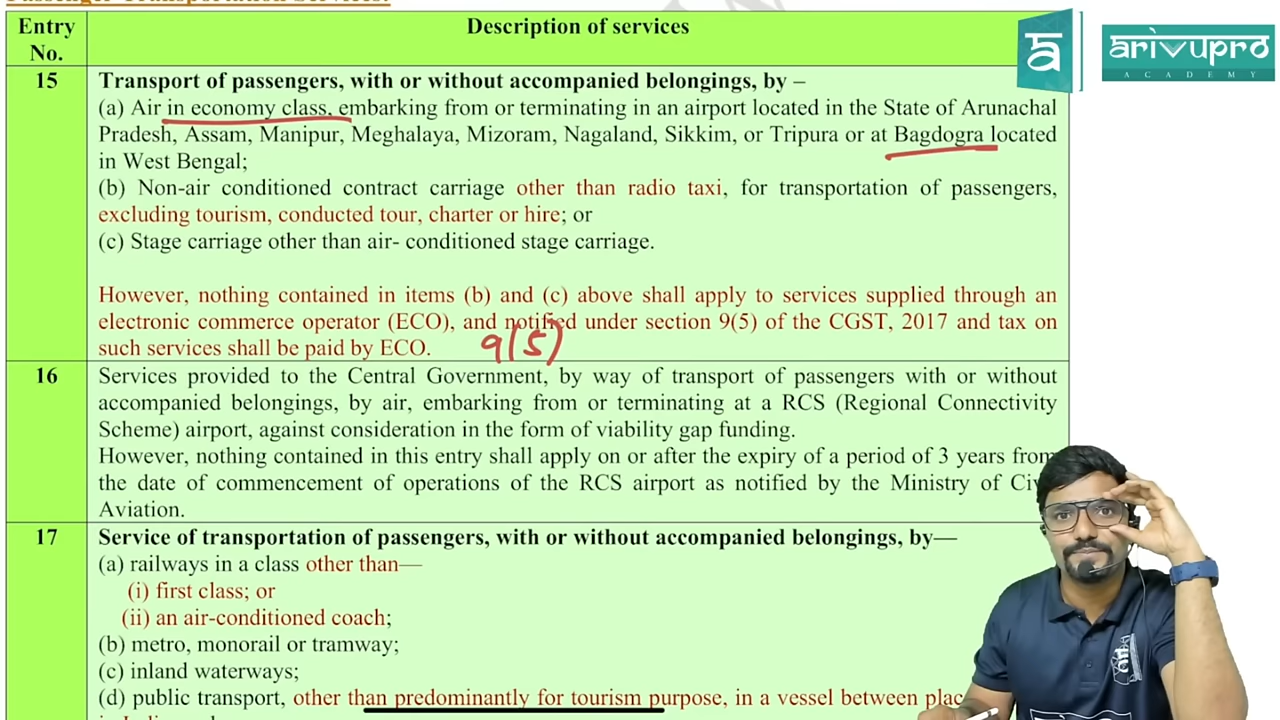 Passenger Transportation Services:
Entry No.
Description of services
ā
arivupro
ACADEMY
15
Transport of passengers, with or without accompanied belongings, by –
(a) Air in economy class, embarking from or terminating in an airport located in the State of Arunachal
Pradesh, Assam, Manipur, Meghalaya, Mizoram, Nagaland, Sikkim, or Tripura or at Bagdogra located
in West Bengal;
(b) Non-air conditioned contract carriage other than radio taxi, for transportation of passengers,
excluding tourism, conducted tour, charter or hire; or
(c) Stage carriage other than air- conditioned stage carriage.
However, nothing contained in items (b) and (c) above shall apply to services supplied through an
electronic commerce operator (ECO), and notified under section 9(5) of the CGST, 2017 and tax on
such services shall be paid by ECO.
9(5)
16
Services provided to the Central Government, by way of transport of passengers with or without
accompanied belongings, by air, embarking from or terminating at a RCS (Regional Connectivity
Scheme) airport, against consideration in the form of viability gap funding.
However, nothing contained in this entry shall apply on or after the expiry of a period of 3 years from
the date of commencement of operations of the RCS airport as notified by the Ministry of Civ
Aviation.
17
Service of transportation of passengers, with or without accompanied belongings, by—
(a) railways in a class other than—
(i) first class; or
(ii) an air-conditioned coach;
(b) metro, monorail or tramway;
(c) inland waterways;
(d) public transport, other than predominantly for tourism purpose, in a vessel between plac